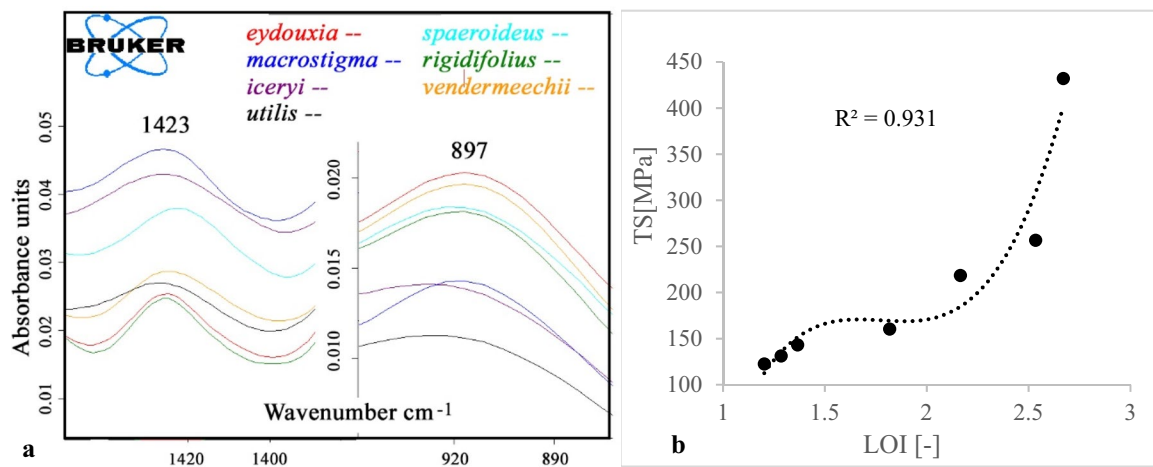 BRUKER
eydouxia --
macrostigma --
iceryi --
utilis --
spaeroideus --
rigidifolius --
vendermeechii --
1423
897
Absorbance units
0.05
0.04
0.03
0.02
0.01
0.020
0.015
0.010
Wavenumber cm-1
1420
1400
920
890
a
450
400
350
300
250
200
150
100
TS[MPa]
R² = 0.931
1
1.5
2
2.5
3
LOI [-]
b